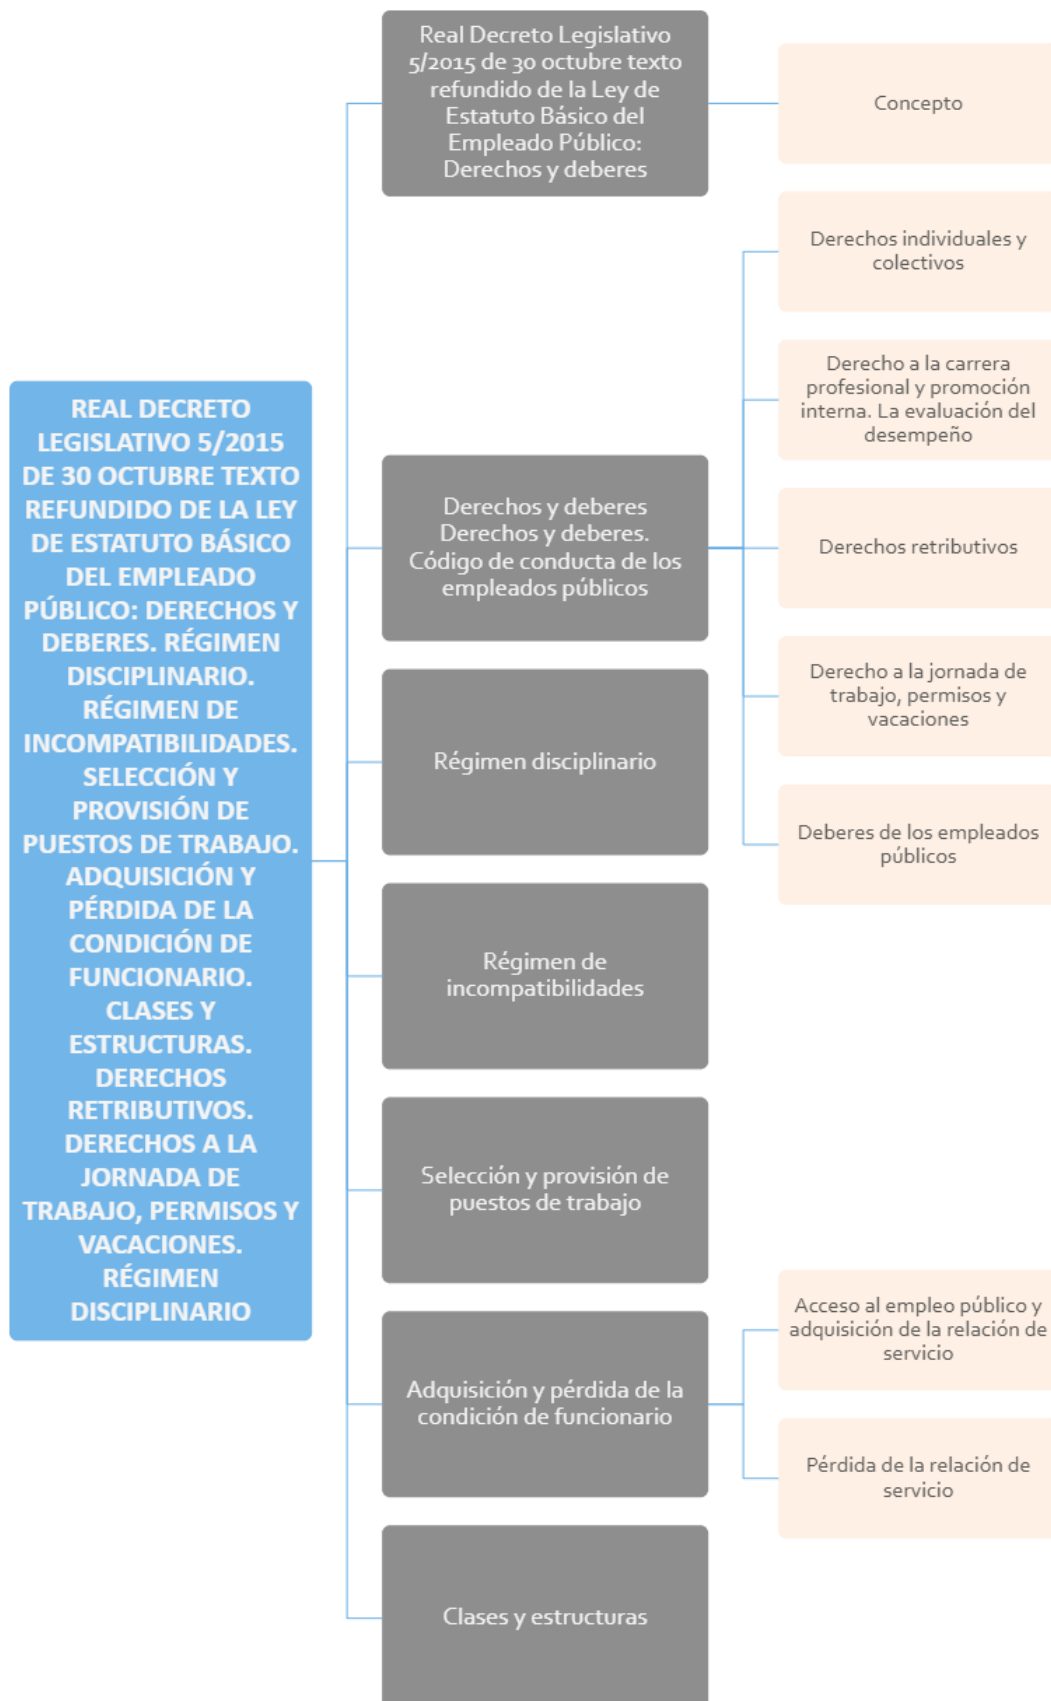 REAL DECRETO
LEGISLATIVO 5/2015
DE 30 OCTUBRE TEXTO
REFUNDIDO DE LA LEY
DE ESTATUTO BÁSICO
DEL EMPLEADO
PÚBLICO: DERECHOS Y
DEBERES. RÉGIMEN
DISCIPLINARIO.
RÉGIMEN DE
INCOMPATIBILIDADES.
SELECCIÓN Y
PROVISIÓN DE
PUESTOS DE TRABAJO.
ADQUISICIÓN Y
PÉRDIDA DE LA
CONDICIÓN DE
FUNCIONARIO.
CLASES Y
ESTRUCTURAS.
DERECHOS
RETRIBUTIVOS.
DERECHOS A LA
JORNADA DE
TRABAJO, PERMISOS Y
VACACIONES.
RÉGIMEN
DISCIPLINARIO
Real Decreto Legislativo
5/2015 de 30 octubre texto
refundido de la Ley de
Estatuto Básico del
Empleado Público:
Derechos y deberes
Concepto
Derechos y deberes
Derechos y deberes.
Código de conducta de los
empleados públicos
Derechos individuales y
colectivos
Derecho a la carrera
profesional y promoción
interna. La evaluación del
desempeño
Derechos retributivos
Derecho a la jornada de
trabajo, permisos y
vacaciones
Deberes de los empleados
públicos
Régimen disciplinario
Régimen de
incompatibilidades
Selección y provisión de
puestos de trabajo
Adquisición y pérdida de la
condición de funcionario
Acceso al empleo público y
adquisición de la relación de
servicio
Pérdida de la relación de
servicio
Clases y estructuras